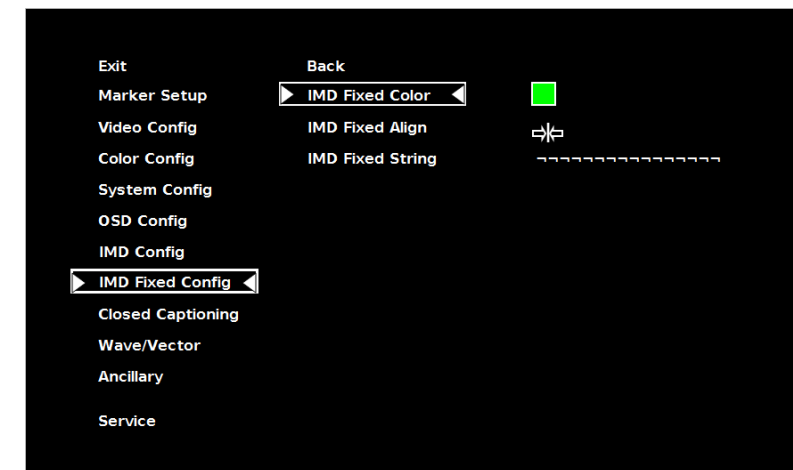 Exit
Marker Setup
Video Config
Color Config
System Config
OSD Config
IMD Config
IMD Fixed Config
Closed Captioning
Wave/Vector
Ancillary
Service
Back
IMD Fixed Color
IMD Fixed Align
IMD Fixed String ¬¬¬¬¬¬¬¬¬¬¬¬¬¬¬¬